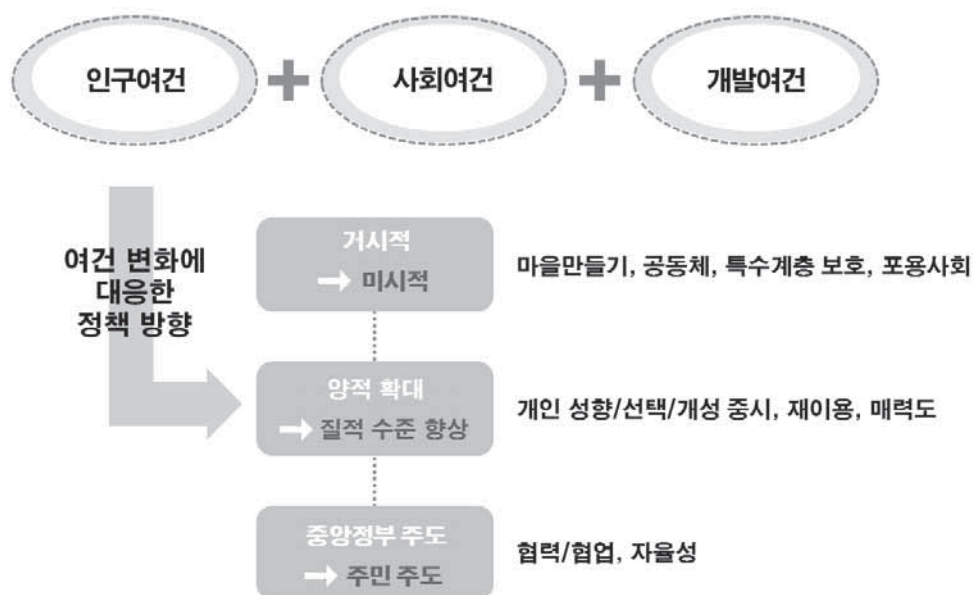 인구여건 + 사회여건 + 개발여건
여건 변화에
대응한
정책 방향
거시적
→ 미시적
마을만들기, 공동체, 특수계층 보호, 포용사회
양적 확대
→ 질적 수준 향상
개인 성향/선택/개성 중시, 재이용, 매력도
중앙정부 주도
→ 주민 주도
협력/협업, 자율성